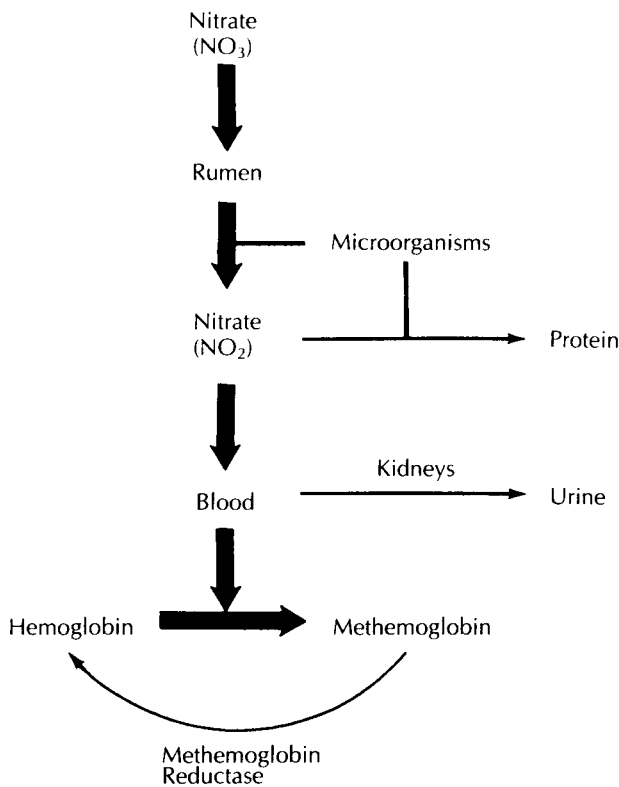 Nitrate
(NO₃)
Rumen
Microorganisms
Nitrate
(NO₂)
Protein
Kidneys
Blood
Urine
Hemoglobin
Methemoglobin
Methemoglobin
Reductase